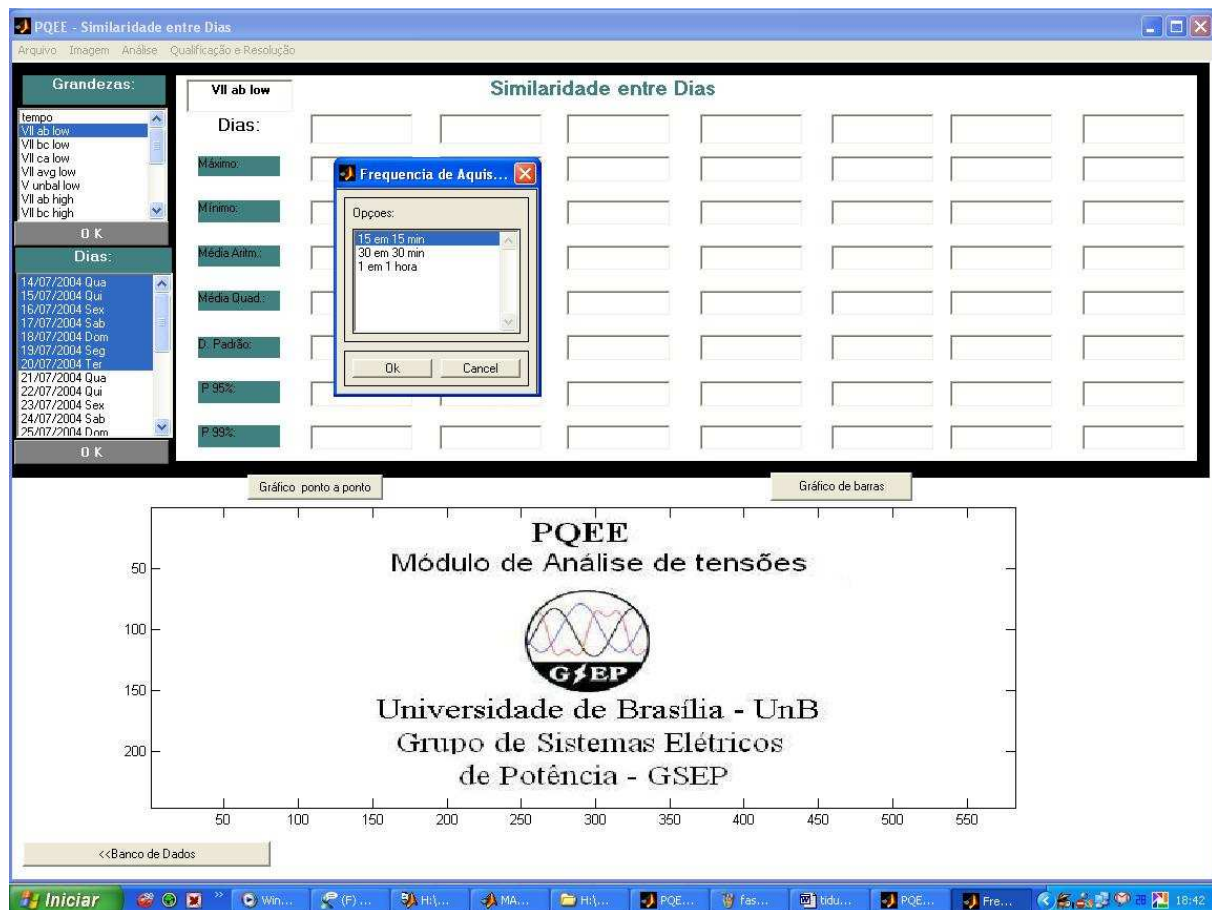 PQEE - Similaridade entre Dias
Arquivo Imagem Análise Qualificação e Resolução
Grandezas:
tempo
Vll ab low
Vll bc low
Vll ca low
Vll avg low
V unbal low
Vll ab high
Vll bc high
O K
Dias:
14/07/2004 Qua
15/07/2004 Qui
16/07/2004 Sex
17/07/2004 Sab
18/07/2004 Dom
19/07/2004 Seg
20/07/2004 Ter
21/07/2004 Qua
22/07/2004 Qui
23/07/2004 Sex
24/07/2004 Sab
25/07/2004 Dom
O K
Vll ab low
Similaridade entre Dias
Dias:
Máximo:
Mínimo:
Média Aritm.:
Média Quad.:
D. Padrão:
P 95%:
P 99%:
Frequencia de Aquis...
Opçoes:
15 em 15 min
30 em 30 min
1 em 1 hora
Ok Cancel
Gráfico ponto a ponto
Gráfico de barras
PQEE
Módulo de Análise de tensões
GSEP
Universidade de Brasília - UnB
Grupo de Sistemas Elétricos
de Potência - GSEP
50
100
150
200
50 100 150 200 250 300 350 400 450 500 550
<<Banco de Dados
Iniciar » Win... (F) ... H:\... MA... H:\... PQE... fas... tidu... PQE... Fre... 18:42